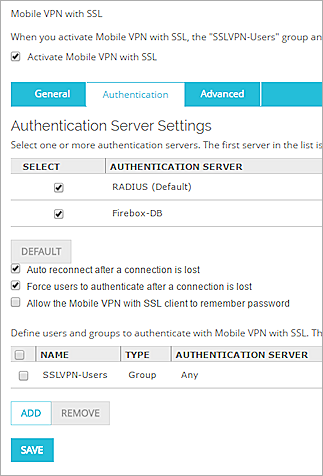 Mobile VPN with SSL
When you activate Mobile VPN with SSL, the "SSLVPN-Users" group an
Activate Mobile VPN with SSL
General Authentication Advanced
Authentication Server Settings
Select one or more authentication servers. The first server in the list is
SELECT AUTHENTICATION SERVER
RADIUS (Default)
Firebox-DB
DEFAULT
Auto reconnect after a connection is lost
Force users to authenticate after a connection is lost
Allow the Mobile VPN with SSL client to remember password
Define users and groups to authenticate with Mobile VPN with SSL. Th
NAME TYPE AUTHENTICATION SERVER
SSLVPN-Users Group Any
ADD REMOVE
SAVE